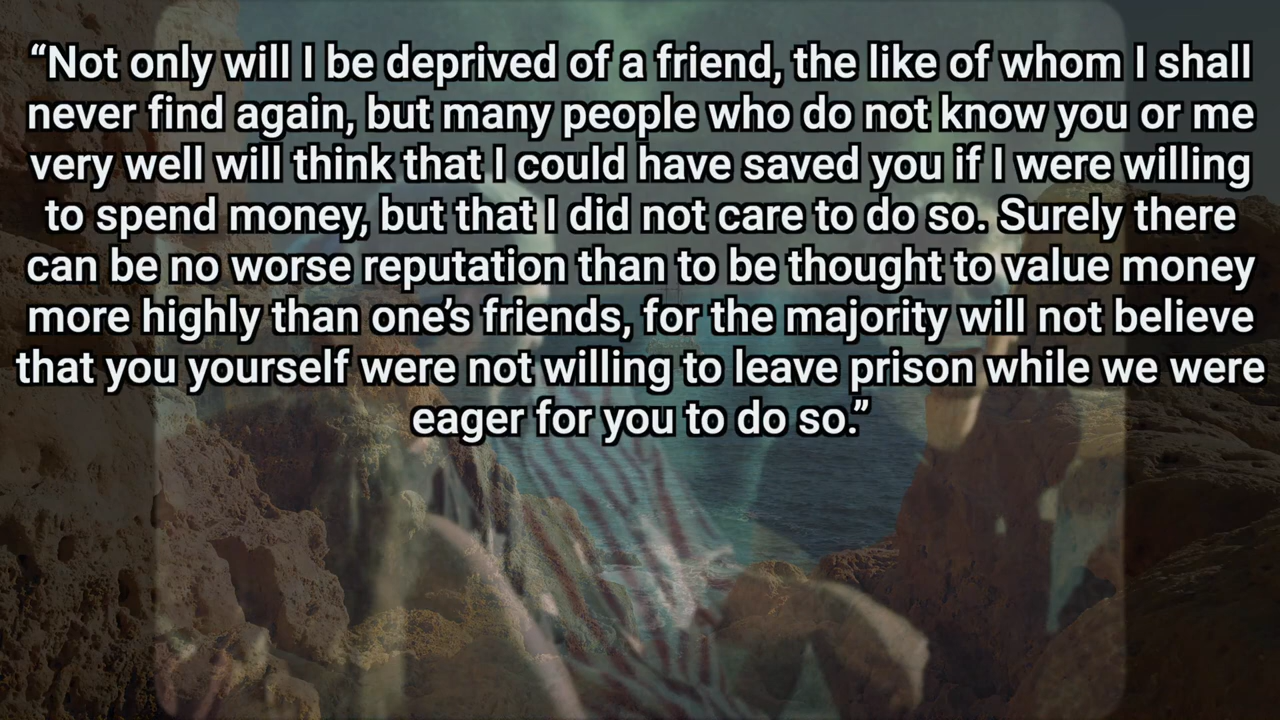 “Not only will I be deprived of a friend, the like of whom I shall
never find again, but many people who do not know you or me
very well will think that I could have saved you if I were willing
to spend money, but that I did not care to do so. Surely there
can be no worse reputation than to be thought to value money
more highly than one’s friends, for the majority will not believe
that you yourself were not willing to leave prison while we were
eager for you to do so.”